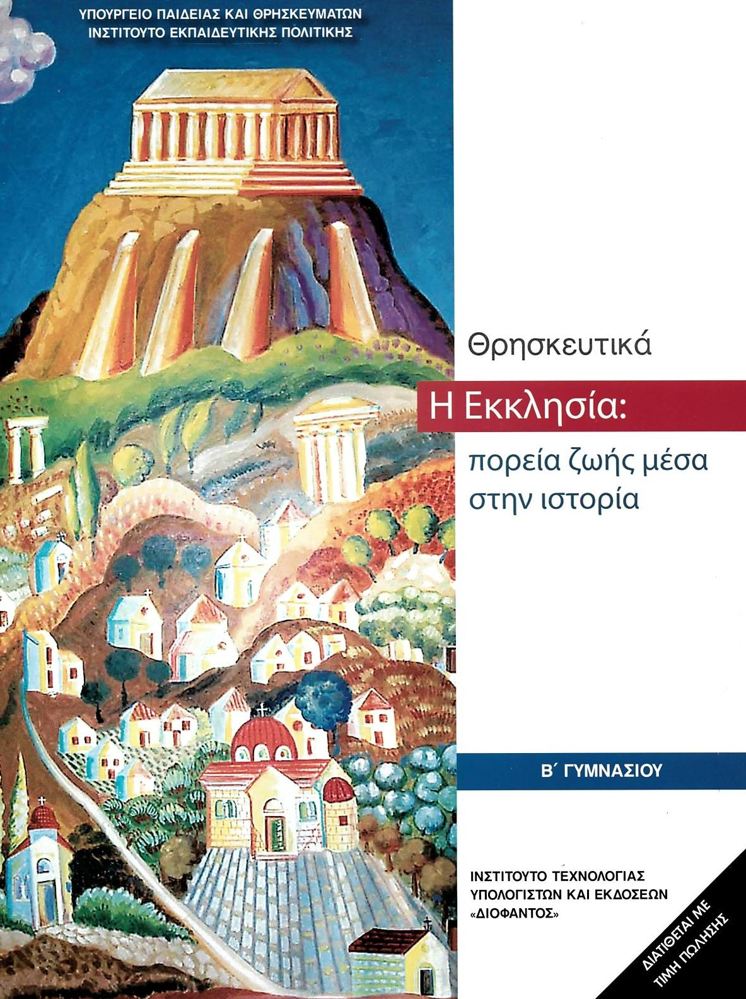 ΥΠΟΥΡΓΕΙΟ ΠΑΙΔΕΙΑΣ ΚΑΙ ΘΡΗΣΚΕΥΜΑΤΩΝ
ΙΝΣΤΙΤΟΥΤΟ ΕΚΠΑΙΔΕΥΤΙΚΗΣ ΠΟΛΙΤΙΚΗΣ
Θρησκευτικά
Η Εκκλησία:
πορεία ζωής μέσα
στην ιστορία
Β΄ ΓΥΜΝΑΣΙΟΥ
ΙΝΣΤΙΤΟΥΤΟ ΤΕΧΝΟΛΟΓΙΑΣ
ΥΠΟΛΟΓΙΣΤΩΝ ΚΑΙ ΕΚΔΟΣΕΩΝ
«ΔΙΟΦΑΝΤΟΣ»
ΔΙΑΤΙΘΕΤΑΙ ΜΕ
ΤΙΜΗ ΠΩΛΗΣΗΣ